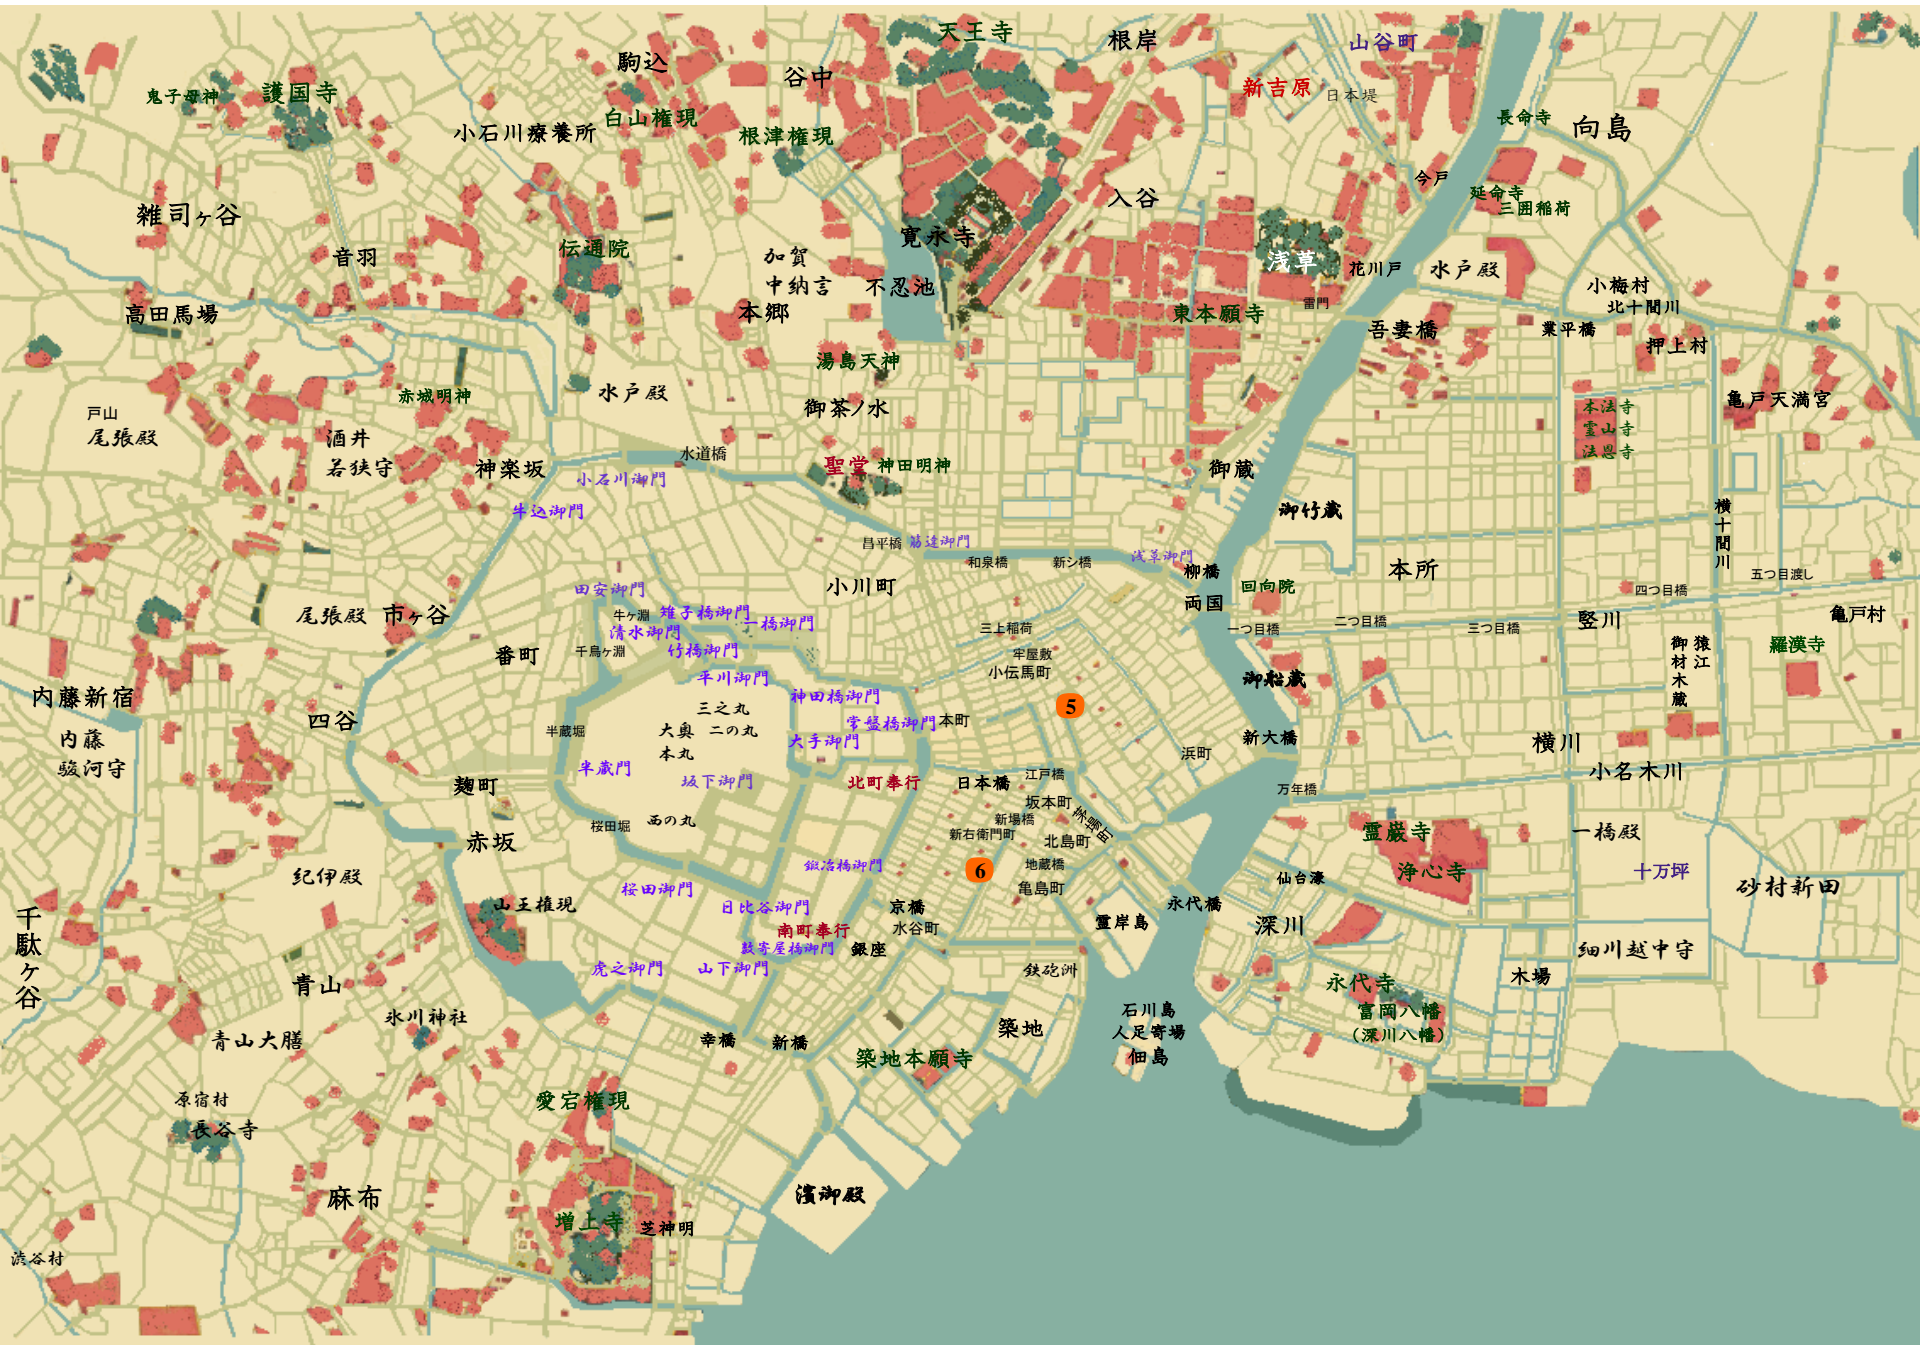 天王寺
根岸
山谷町
駒込
谷中
鬼子母神
護国寺
新吉原
日本堤
小石川療養所
白山権現
根津権現
長命寺
向島
今戸
延命寺
三囲稲荷
雑司ヶ谷
入谷
音羽
伝通院
加賀
中納言
寛永寺
浅草
花川戸
水戸殿
不忍池
小梅村
北十間川
高田馬場
本郷
東本願寺
雷門
吾妻橋
業平橋
押上村
湯島天神
赤城明神
水戸殿
御茶ノ水
亀戸天満宮
本法寺
霊山寺
法恩寺
戸山
尾張殿
酒井
若狭守
神楽坂
水道橋
聖堂
神田明神
御蔵
小石川御門
牛込御門
御竹蔵
横十間川
昌平橋
筋違御門
和泉橋
新シ橋
浅草御門
柳橋
本所
五つ目渡し
田安御門
小川町
回向院
四つ目橋
両国
尾張殿
市ヶ谷
牛ヶ淵
雉子橋御門
一橋御門
清水御門
三上稲荷
一つ目橋
二つ目橋
三つ目橋
竪川
亀戸村
番町
千鳥ヶ淵
竹橋御門
牢屋敷
小伝馬町
猿江
御材木蔵
羅漢寺
平川御門
御船蔵
内藤新宿
神田橋御門
5
四谷
三之丸
大奥
二の丸
常盤橋御門
本町
半蔵堀
内藤
駿河守
本丸
大手御門
浜町
新大橋
横川
半蔵門
坂下御門
北町奉行
日本橋
江戸橋
小名木川
麹町
万年橋
坂本町
茅場町
桜田堀
西の丸
新場橋
新右衛門町
北島町
霊巌寺
一橋殿
赤坂
鍛冶橋御門
6
地蔵橋
浄心寺
十万坪
紀伊殿
桜田御門
亀島町
仙台濠
砂村新田
山王権現
日比谷御門
京橋
永代橋
千駄ヶ谷
南町奉行
水谷町
霊岸島
深川
数寄屋橋御門
銀座
細川越中守
虎之御門
山下御門
鉄砲洲
木場
青山
永代寺
石川島
人足寄場
佃島
富岡八幡
(深川八幡)
氷川神社
築地
青山大膳
幸橋
新橋
築地本願寺
原宿村
愛宕権現
長谷寺
麻布
濱御殿
増上寺
芝神明
渋谷村